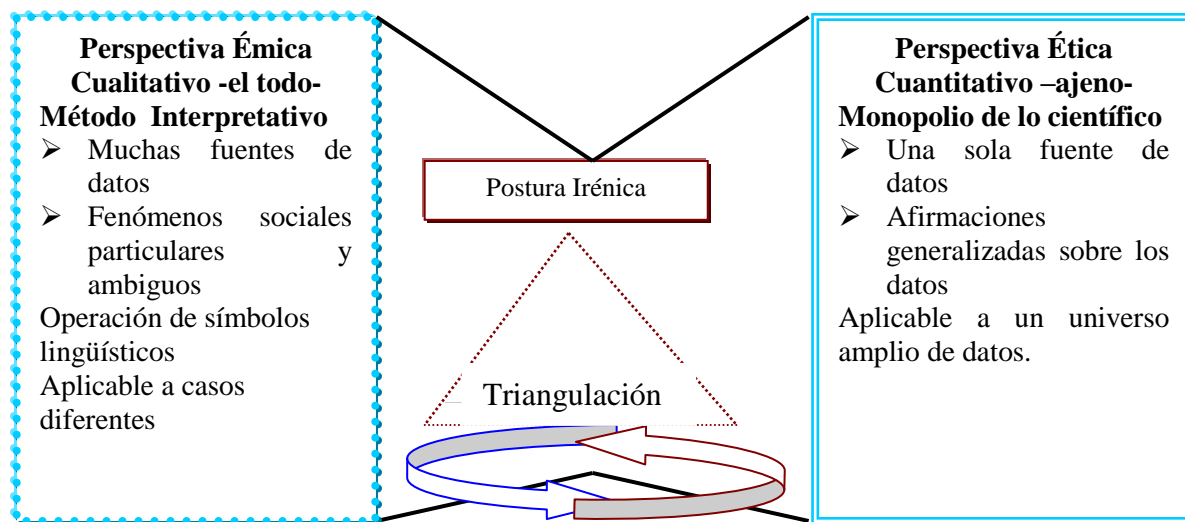 Perspectiva Émica
Cualitativo -el todo-
Método Interpretativo
➢ Muchas fuentes de
datos
➢ Fenómenos sociales
particulares y
ambiguos
Operación de símbolos
lingüísticos
Aplicable a casos
diferentes
Postura Irénica
Triangulación
Perspectiva Ética
Cuantitativo –ajeno-
Monopolio de lo científico
➢ Una sola fuente de
datos
➢ Afirmaciones
generalizadas sobre los
datos
Aplicable a un universo
amplio de datos.